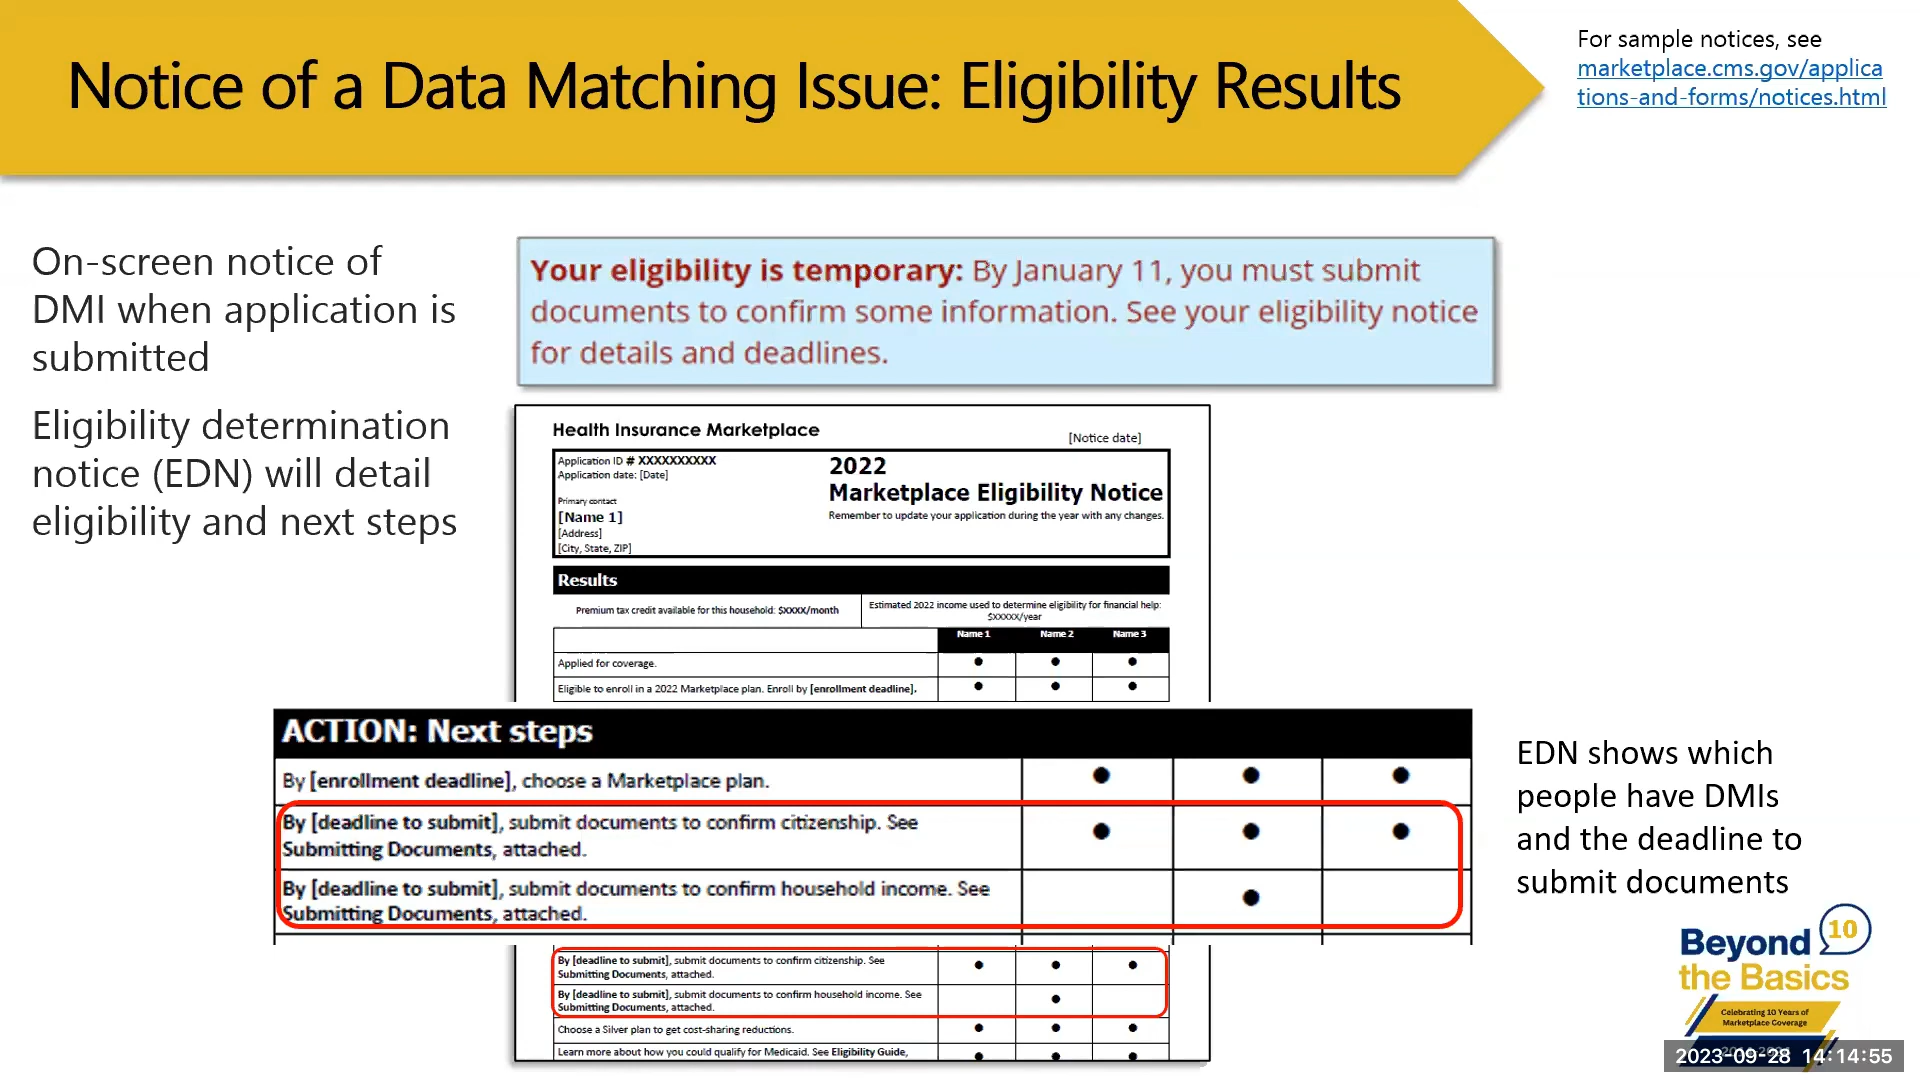 Notice of a Data Matching Issue: Eligibility Results
For sample notices, see
marketplace.cms.gov/applica
tions-and-forms/notices.html
On-screen notice of
DMI when application is
submitted
Eligibility determination
notice (EDN) will detail
eligibility and next steps
Your eligibility is temporary: By January 11, you must submit
documents to confirm some information. See your eligibility notice
for details and deadlines.
Health Insurance Marketplace
[Notice date]
Application ID # XXXXXXXXXX
Application date: [Date]
Primary contact
[Name 1]
[Address]
[City, State, ZIP]
2022
Marketplace Eligibility Notice
Remember to update your application during the year with any changes.
Results
Premium tax credit available for this household: $XXXX/month
Estimated 2022 income used to determine eligibility for financial help:
$XXXXX/year
Name 1 Name 2 Name 3
Applied for coverage. ● ● ●
Eligible to enroll in a 2022 Marketplace plan. Enroll by [enrollment deadline]. ● ● ●
ACTION: Next steps
By [enrollment deadline], choose a Marketplace plan. ● ● ●
By [deadline to submit], submit documents to confirm citizenship. See ● ● ●
Submitting Documents, attached.
By [deadline to submit], submit documents to confirm household income. See ●
Submitting Documents, attached.
By [deadline to submit], submit documents to confirm citizenship. See ● ● ●
Submitting Documents, attached.
By [deadline to submit], submit documents to confirm household income. See ●
Submitting Documents, attached.
Choose a Silver plan to get cost-sharing reductions. ● ● ●
Learn more about how you could qualify for Medicaid. See Eligibility Guide, ● ● ●
EDN shows which
people have DMIs
and the deadline to
submit documents
Beyond 10
the Basics
Celebrating 10 Years of
Marketplace Coverage
2023-09-28 14:14:55